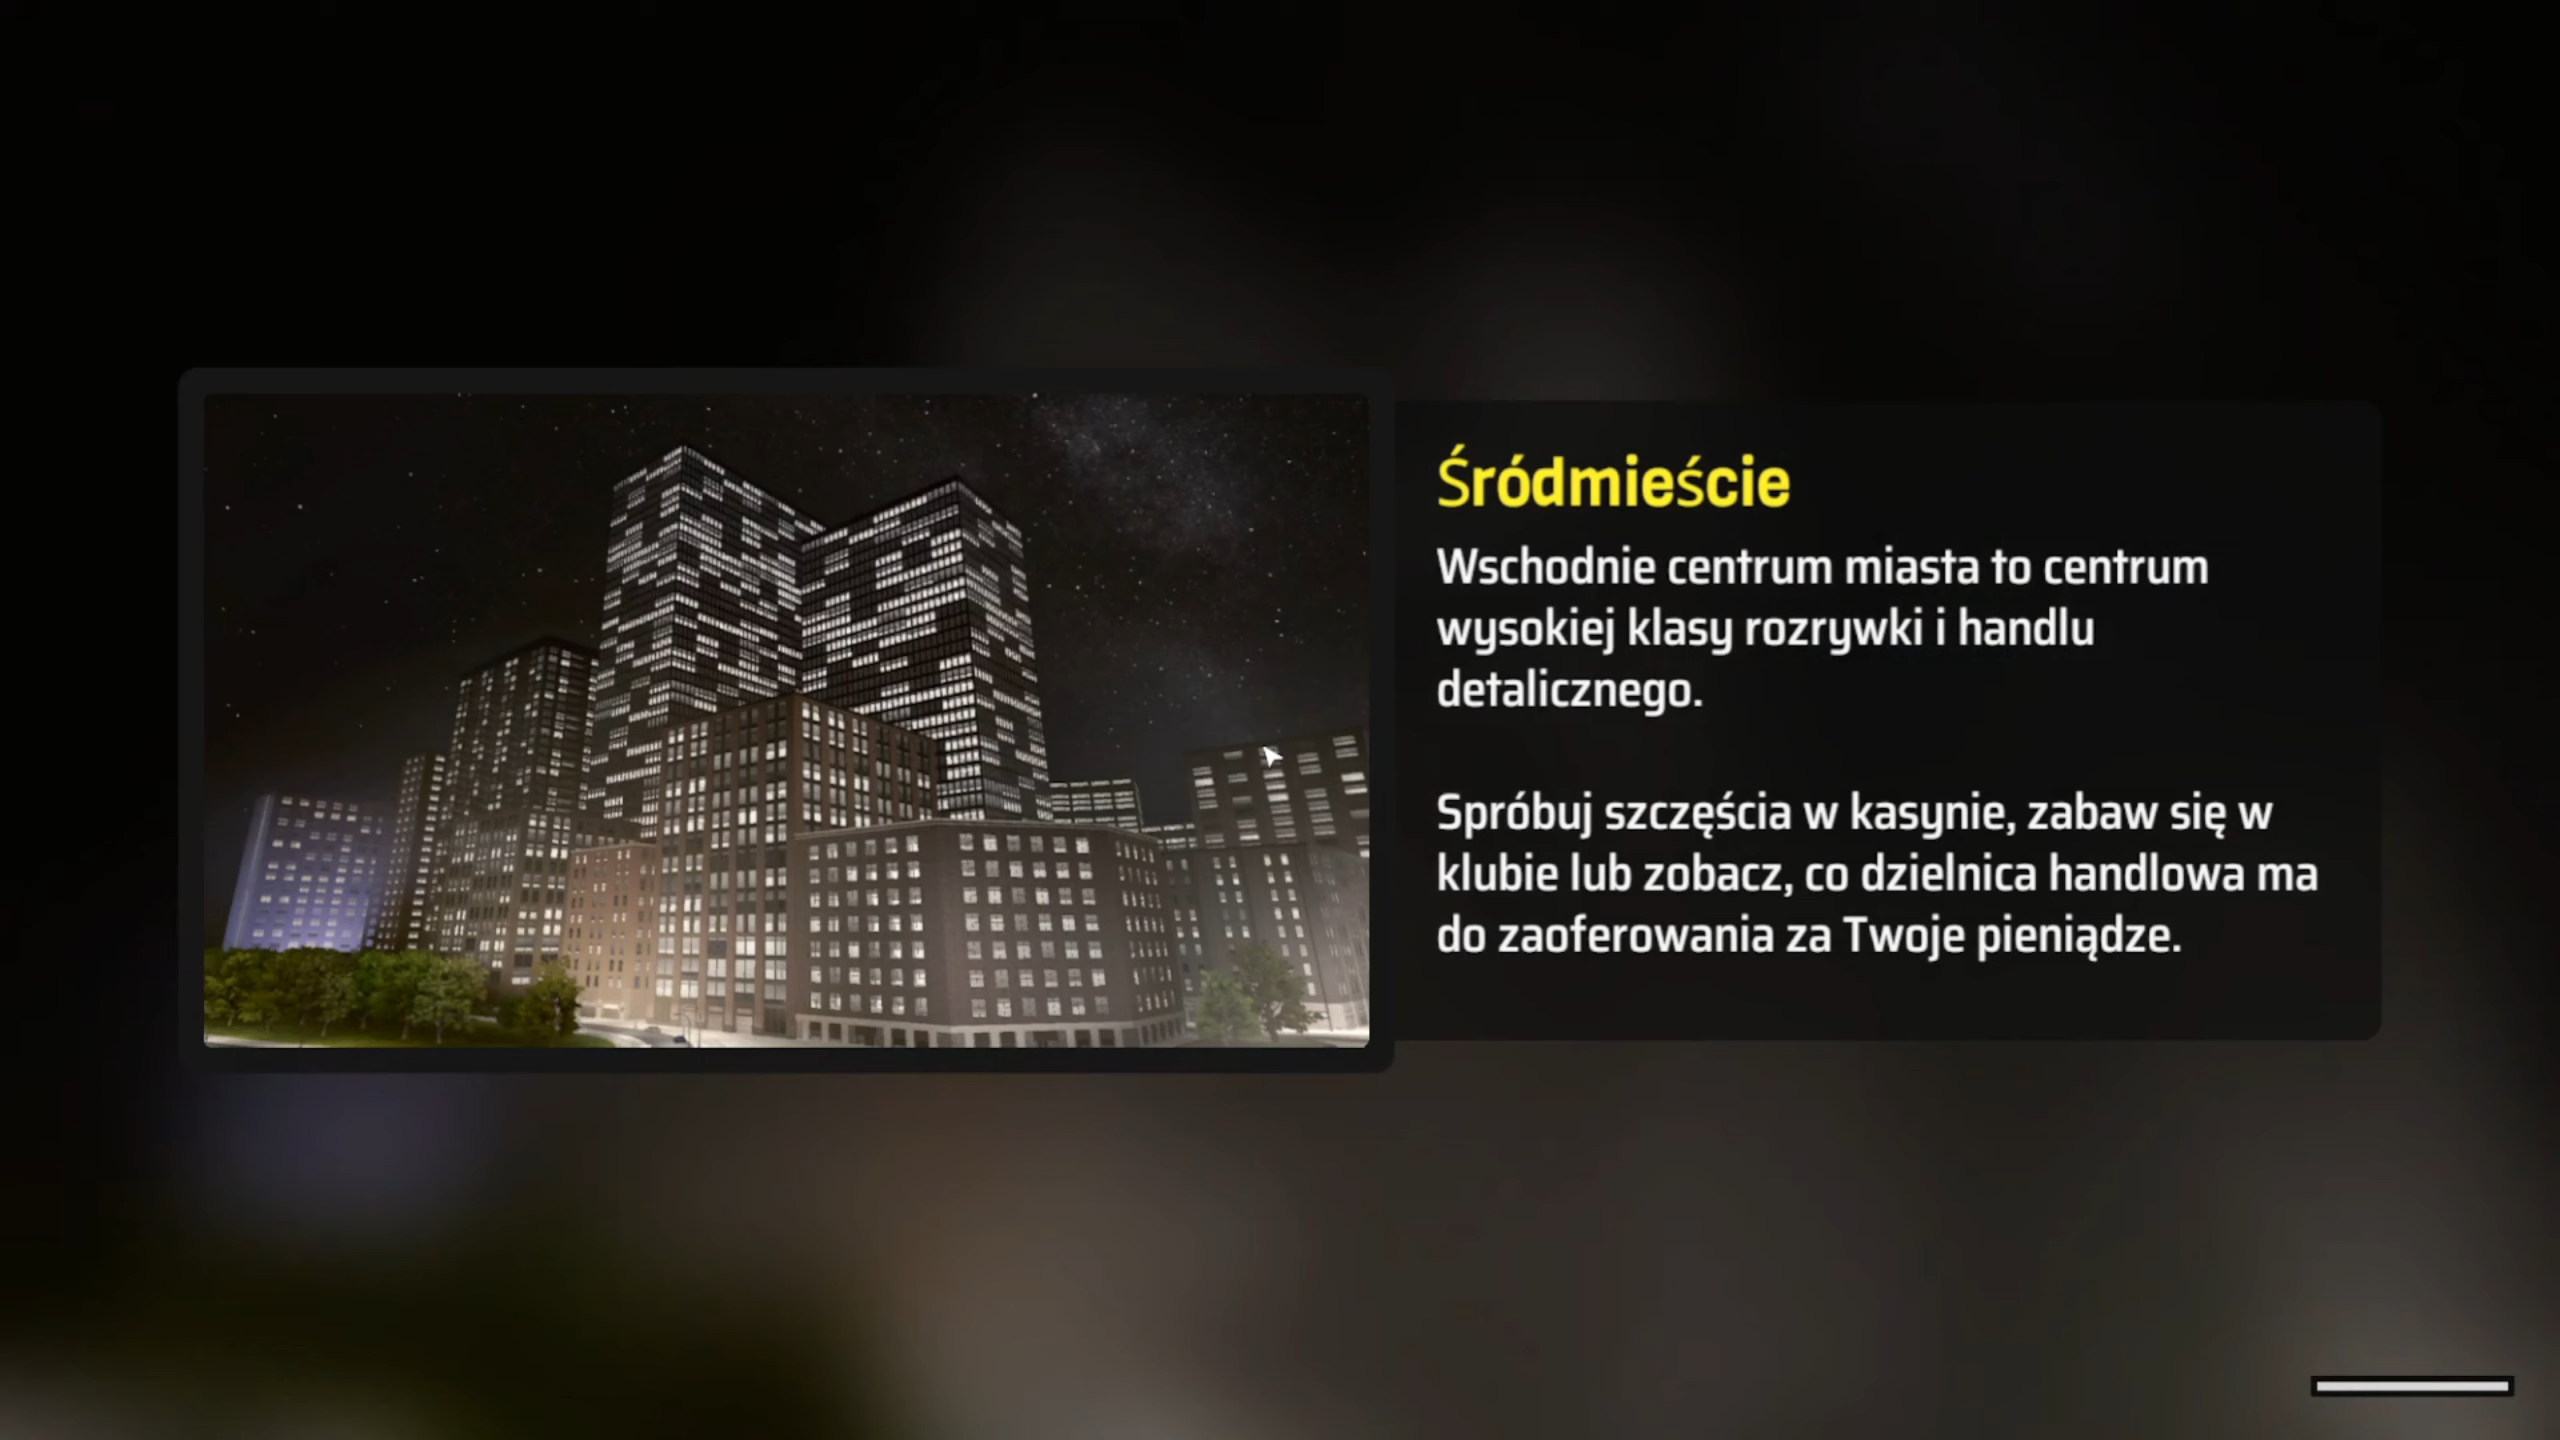 Śródmieście
Wschodnie centrum miasta to centrum
wysokiej klasy rozrywki i handlu
detalicznego.
Spróbuj szczęścia w kasynie, zabaw się w
klubie lub zobacz, co dzielnica handlowa ma
do zaoferowania za Twoje pieniądze.